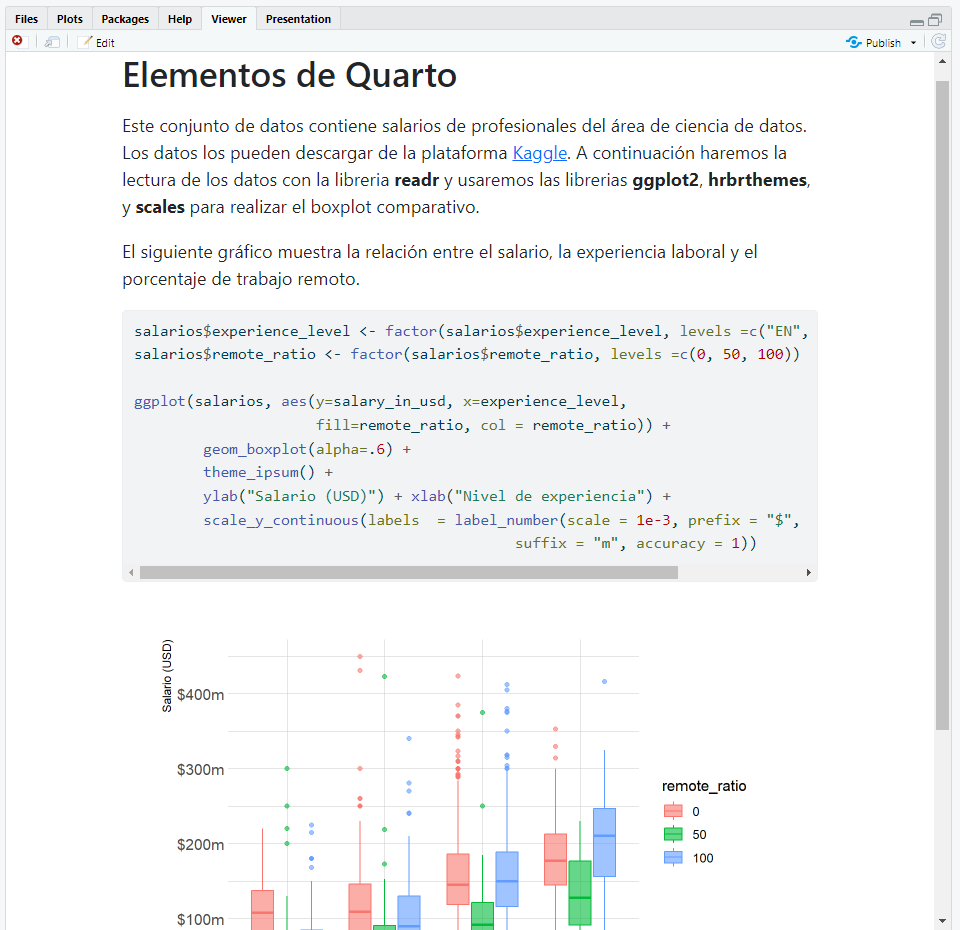 Files Plots Packages Help Viewer Presentation
Edit Publish
Elementos de Quarto
Este conjunto de datos contiene salarios de profesionales del área de ciencia de datos.
Los datos los pueden descargar de la plataforma Kaggle. A continuación haremos la
lectura de los datos con la libreria readr y usaremos las librerias ggplot2, hrbrthemes,
y scales para realizar el boxplot comparativo.
El siguiente gráfico muestra la relación entre el salario, la experiencia laboral y el
porcentaje de trabajo remoto.
salarios$experience_level <- factor(salarios$experience_level, levels =c("EN",
salarios$remote_ratio <- factor(salarios$remote_ratio, levels =c(0, 50, 100))
ggplot(salarios, aes(y=salary_in_usd, x=experience_level,
fill=remote_ratio, col = remote_ratio)) +
geom_boxplot(alpha=.6) +
theme_ipsum() +
ylab("Salario (USD)") + xlab("Nivel de experiencia") +
scale_y_continuous(labels  = label_number(scale = 1e-3, prefix = "$",
suffix = "m", accuracy = 1))
Salario (USD)
$400m
$300m
$200m
$100m
remote_ratio
0
50
100